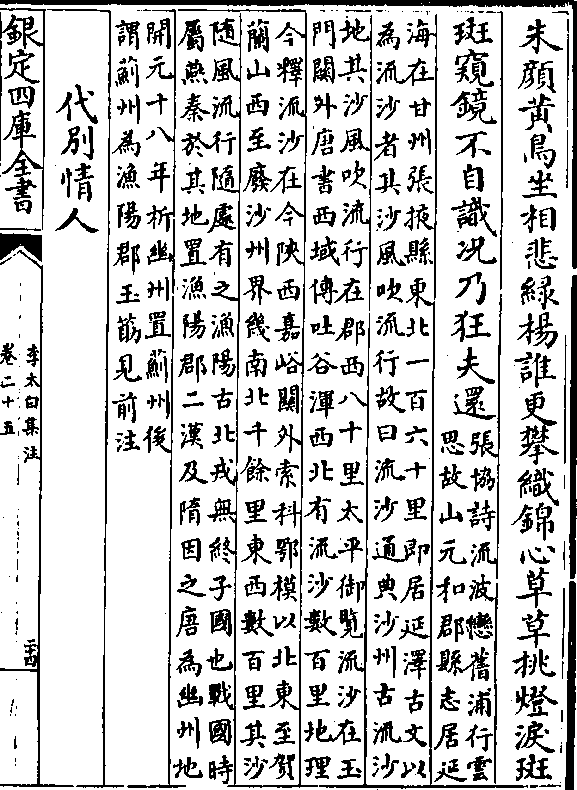 朱顔黄鳥坐相悲緑楊誰更攀織錦心草草挑燈淚斑
斑窺鏡不自識况乃狂夫還
張協詩流波戀舊浦行雲
思故山元和郡縣志居延
海在甘州張掖縣東北一百六十里即居延澤古文以
為流沙者其沙風吹流行故曰流沙通典沙州古流沙
地其沙風吹流行在郡西八十里太平御覽流沙在玉
門關外唐書西域傳吐谷渾西北有流沙數百里地理
今釋流沙在今陜西嘉峪關外索科鄂模以北東至賀
蘭山西至廢沙州界幾南北千餘里東西數百里其沙
隨風流行隨處有之漁陽古北戎無終子國也戰國時
屬燕秦於其地置漁陽郡二漢及隋因之唐為幽州地
開元十八年析幽州置薊州後
謂薊州為漁陽郡玉筯見前注
代别情人
欽定四庫全書
李太白集注
卷二十五
二十四